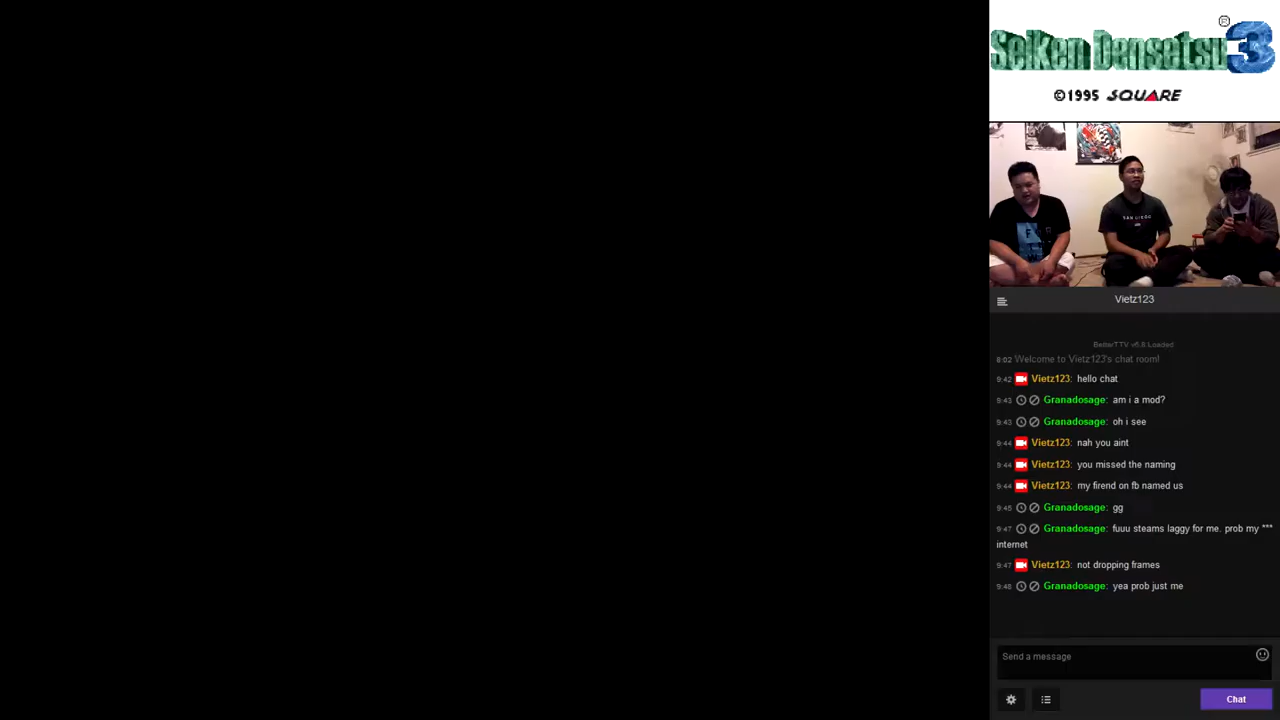 Seiken Densetsu 3
®
©1995 SQUARE
SAN DIEGO
Vietz123
BetterTTV v6.8 Loaded
8:02 Welcome to Vietz123's chat room!
9:42 Vietz123: hello chat
9:43 Granadosage: am i a mod?
9:43 Granadosage: oh i see
9:44 Vietz123: nah you aint
9:44 Vietz123: you missed the naming
9:44 Vietz123: my firend on fb named us
9:45 Granadosage: gg
9:47 Granadosage: fuuu steams laggy for me. prob my ***
internet
9:47 Vietz123: not dropping frames
9:48 Granadosage: yea prob just me
Send a message
Chat